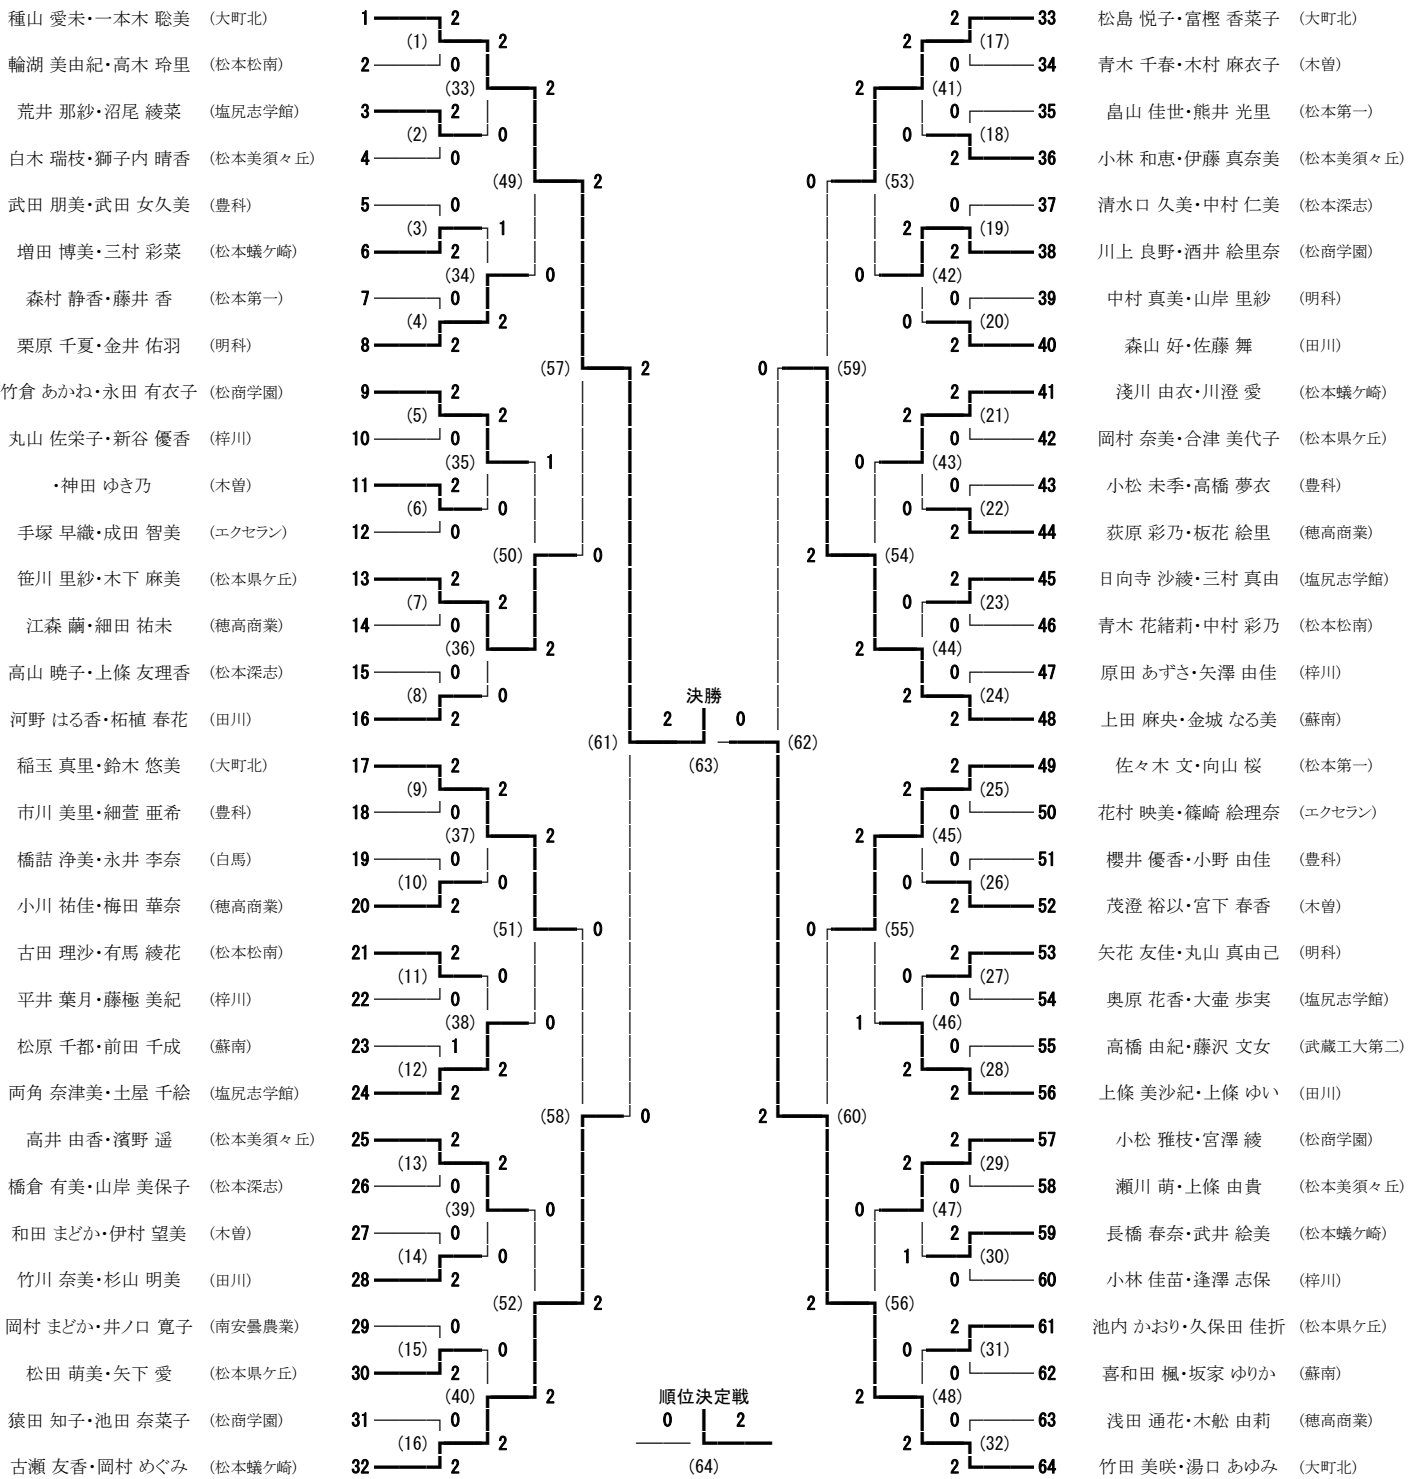 種山 愛未・一本木 聡美 (大町北) 1 2 2 33 松島 悦子・富樫 香菜子 (大町北)
(1) 2 2 (17)
輪湖 美由紀・高木 玲里 (松本松南) 2 0 0 34 青木 千春・木村 麻衣子 (木曽)
(33) 2 2 (41)
荒井 那紗・沼尾 綾菜 (塩尻志学館) 3 2 0 35 畠山 佳世・熊井 光里 (松本第一)
(2) 0 0 (18)
白木 瑞枝・獅子内 晴香 (松本美須々丘) 4 0 2 36 小林 和恵・伊藤 真奈美 (松本美須々丘)
(49) 2 0 (53)
武田 朋美・武田 女久美 (豊科) 5 0 0 37 清水口 久美・中村 仁美 (松本深志)
(3) 1 2 (19)
増田 博美・三村 彩菜 (松本蟻ケ崎) 6 2 2 38 川上 良野・酒井 絵里奈 (松商学園)
(34) 0 0 (42)
森村 静香・藤井 香 (松本第一) 7 0 0 39 中村 真美・山岸 里紗 (明科)
(4) 2 0 (20)
栗原 千夏・金井 佑羽 (明科) 8 2 2 40 森山 好・佐藤 舞 (田川)
(57) 2 0 (59)
竹倉 あかね・永田 有衣子 (松商学園) 9 2 2 41 淺川 由衣・川澄 愛 (松本蟻ケ崎)
(5) 2 2 (21)
丸山 佐栄子・新谷 優香 (梓川) 10 0 0 42 岡村 奈美・合津 美代子 (松本県ケ丘)
(35) 1 0 (43)
・神田 ゆき乃 (木曽) 11 2 0 43 小松 未季・高橋 夢衣 (豊科)
(6) 0 0 (22)
手塚 早織・成田 智美 (エクセラン) 12 0 2 44 荻原 彩乃・板花 絵里 (穂高商業)
(50) 0 2 (54)
笹川 里紗・木下 麻美 (松本県ケ丘) 13 2 2 45 日向寺 沙綾・三村 真由 (塩尻志学館)
(7) 2 0 (23)
江森 繭・細田 祐未 (穂高商業) 14 0 0 46 青木 花緒莉・中村 彩乃 (松本松南)
(36) 2 2 (44)
高山 暁子・上條 友理香 (松本深志) 15 0 0 47 原田 あずさ・矢澤 由佳 (梓川)
(8) 0 決勝 2 (24)
河野 はる香・柘植 春花 (田川) 16 2 2 0 2 48 上田 麻央・金城 なる美 (蘇南)
(61) (62)
稲玉 真里・鈴木 悠美 (大町北) 17 2 (63) 2 49 佐々木 文・向山 桜 (松本第一)
(9) 2 2 (25)
市川 美里・細萱 亜希 (豊科) 18 0 0 50 花村 映美・篠崎 絵理奈 (エクセラン)
(37) 2 2 (45)
橋詰 浄美・永井 李奈 (白馬) 19 0 0 51 櫻井 優香・小野 由佳 (豊科)
(10) 0 0 (26)
小川 祐佳・梅田 華奈 (穂高商業) 20 2 2 52 茂澄 裕以・宮下 春香 (木曽)
(51) 0 0 (55)
古田 理沙・有馬 綾花 (松本松南) 21 2 2 53 矢花 友佳・丸山 真由己 (明科)
(11) 0 0 (27)
平井 葉月・藤極 美紀 (梓川) 22 0 0 54 奥原 花香・大壷 歩実 (塩尻志学館)
(38) 0 1 (46)
松原 千都・前田 千成 (蘇南) 23 1 0 55 高橋 由紀・藤沢 文女 (武蔵工大第二)
(12) 2 2 (28)
両角 奈津美・土屋 千絵 (塩尻志学館) 24 2 2 56 上條 美沙紀・上條 ゆい (田川)
(58) 0 2 (60)
高井 由香・濱野 遥 (松本美須々丘) 25 2 2 57 小松 雅枝・宮澤 綾 (松商学園)
(13) 2 2 (29)
橋倉 有美・山岸 美保子 (松本深志) 26 0 0 58 瀬川 萌・上條 由貴 (松本美須々丘)
(39) 0 0 (47)
和田 まどか・伊村 望美 (木曽) 27 0 2 59 長橋 春奈・武井 絵美 (松本蟻ケ崎)
(14) 0 1 (30)
竹川 奈美・杉山 明美 (田川) 28 2 0 60 小林 佳苗・逢澤 志保 (梓川)
(52) 2 2 (56)
岡村 まどか・井ノ口 寛子 (南安曇農業) 29 0 2 61 池内 かおり・久保田 佳折 (松本県ケ丘)
(15) 0 0 (31)
松田 萌美・矢下 愛 (松本県ケ丘) 30 2 0 62 喜和田 楓・坂家 ゆりか (蘇南)
(40) 2 順位決定戦 2 (48)
猿田 知子・池田 奈菜子 (松商学園) 31 0 0 2 0 63 浅田 通花・木舩 由莉 (穂高商業)
(16) 2 2 (32)
古瀬 友香・岡村 めぐみ (松本蟻ケ崎) 32 2 (64) 2 64 竹田 美咲・湯口 あゆみ (大町北)